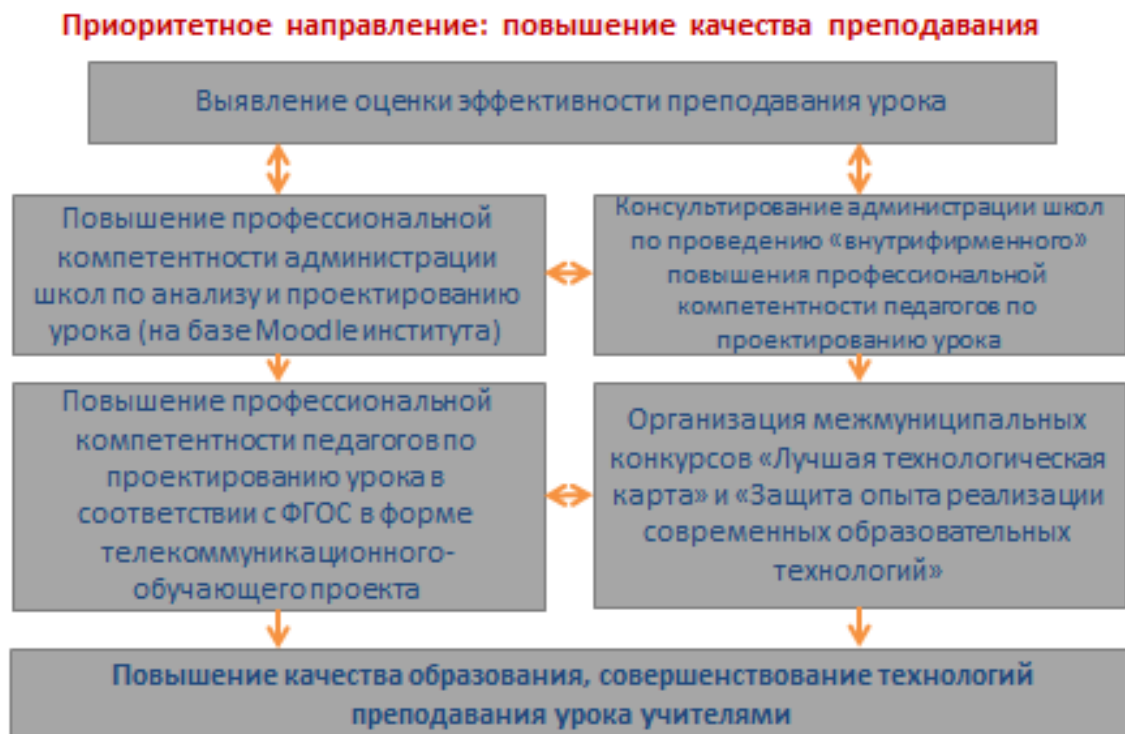 Приоритетное направление: повышение качества преподавания
Выявление оценки эффективности преподавания урока
Повышение профессиональной
компетентности администрации
школ по анализу и проектированию
урока (на базе Moodle института)
Консультирование администрации школ
по проведению «внутрифирменного»
повышения профессиональной
компетентности педагогов по
проектированию урока
Повышение профессиональной
компетентности педагогов по
проектированию урока в
соответствии с ФГОС в форме
телекоммуникационного-
обучающего проекта
Организация межмуниципальных
конкурсов «Лучшая технологическая
карта» и «Защита опыта реализации
современных образовательных
технологий»
Повышение качества образования, совершенствование технологий
преподавания урока учителями